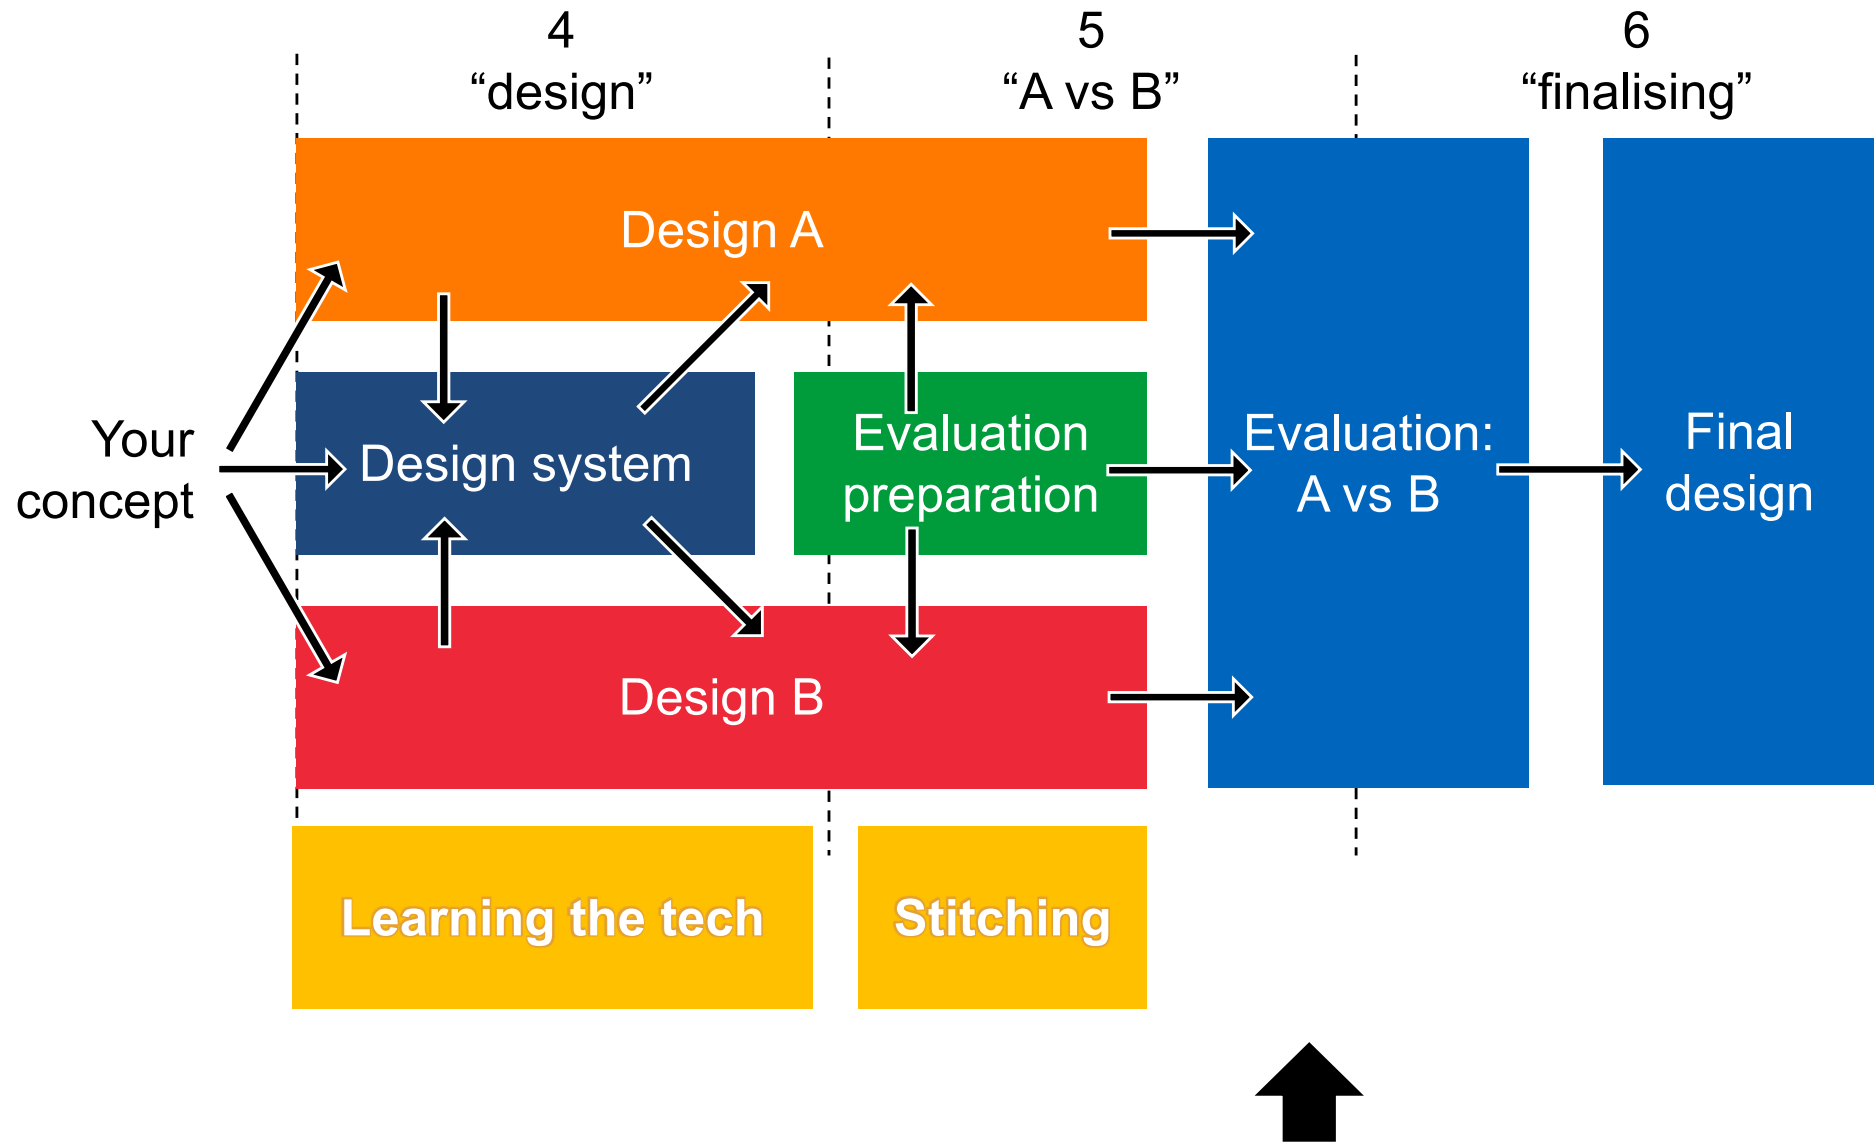 4
“design”
5
“A vs B”
6
“finalising”
Design A
Your
concept
Design system
Evaluation
preparation
Evaluation:
A vs B
Final
design
Design B
Learning the tech
Stitching